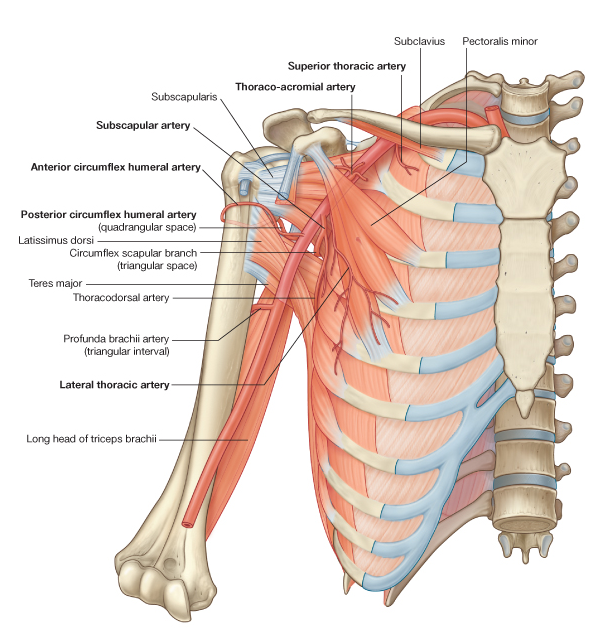 Subclavius
Pectoralis minor
Superior thoracic artery
Thoraco-acromial artery
Subscapularis
Subscapular artery
Anterior circumflex humeral artery
Posterior circumflex humeral artery
(quadrangular space)
Latissimus dorsi
Circumflex scapular branch
(triangular space)
Teres major
Thoracodorsal artery
Profunda brachii artery
(triangular interval)
Lateral thoracic artery
Long head of triceps brachii